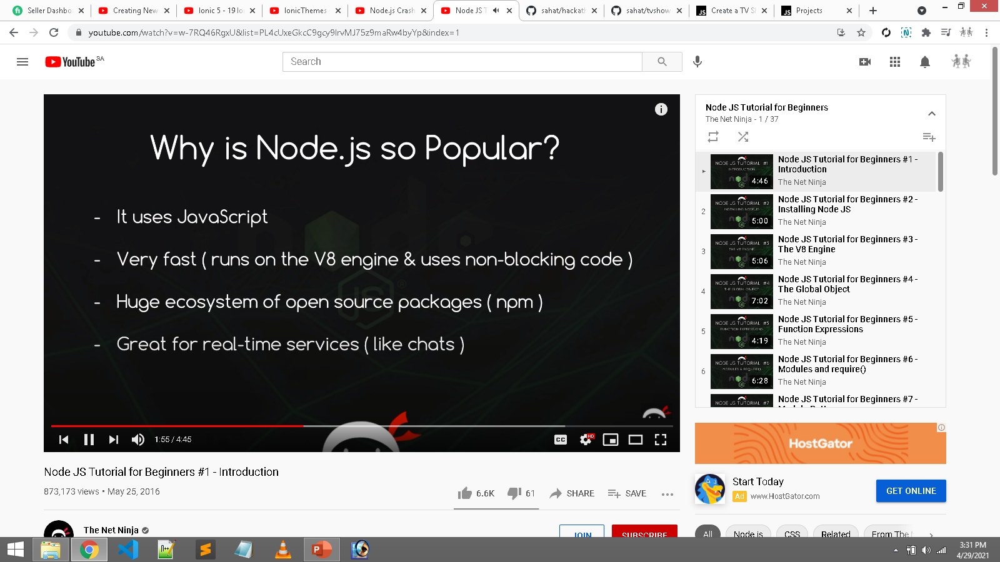 Seller Dashbo
Creating New
Ionic 5 - 19 Io
IonicThemes
Node.js Crash
Node JS T
sahat/hackath
sahat/tvshow
Create a TV S
Projects
youtube.com/watch?v=w-7RQ46RgxU&list=PL4cUxeGkcC9gcy9lrvMJ75z9maRw4byYp&index=1
YouTube SA
Search
Why is Node.js so Popular?
- It uses JavaScript
- Very fast ( runs on the V8 engine & uses non-blocking code )
- Huge ecosystem of open source packages ( npm )
- Great for real-time services ( like chats )
1:55 / 4:45
CC
HD
Node JS Tutorial for Beginners #1 - Introduction
873,173 views • May 25, 2016
6.6K
61
SHARE
SAVE
The Net Ninja
JOIN
SUBSCRIBE
Node JS Tutorial for Beginners
The Net Ninja - 1 / 37
NODE JS TUTORIAL #1
INTRODUCTION
4:46
Node JS Tutorial for Beginners #1 -
Introduction
The Net Ninja
2
NODE JS TUTORIAL #2
INSTALLING NODEJS
5:00
Node JS Tutorial for Beginners #2 -
Installing Node JS
The Net Ninja
3
NODE JS TUTORIAL #3
THE V8 ENGINE
5:06
Node JS Tutorial for Beginners #3 -
The V8 Engine
The Net Ninja
4
NODE JS TUTORIAL #4
THE GLOBAL OBJECT
7:02
Node JS Tutorial for Beginners #4 -
The Global Object
The Net Ninja
5
NODE JS TUTORIAL #5
FUNCTION EXPRESSIONS
4:19
Node JS Tutorial for Beginners #5 -
Function Expressions
The Net Ninja
6
NODE JS TUTORIAL #6
MODULES & REQUIRE()
6:28
Node JS Tutorial for Beginners #6 -
Modules and require()
The Net Ninja
NODE JS TUTORIAL #7
Node JS Tutorial for Beginners #7 -
HostGator
Start Today
Ad www.HostGator.com
GET ONLINE
All
Node.js
CSS
Related
From The N
3:31 PM
4/29/2021